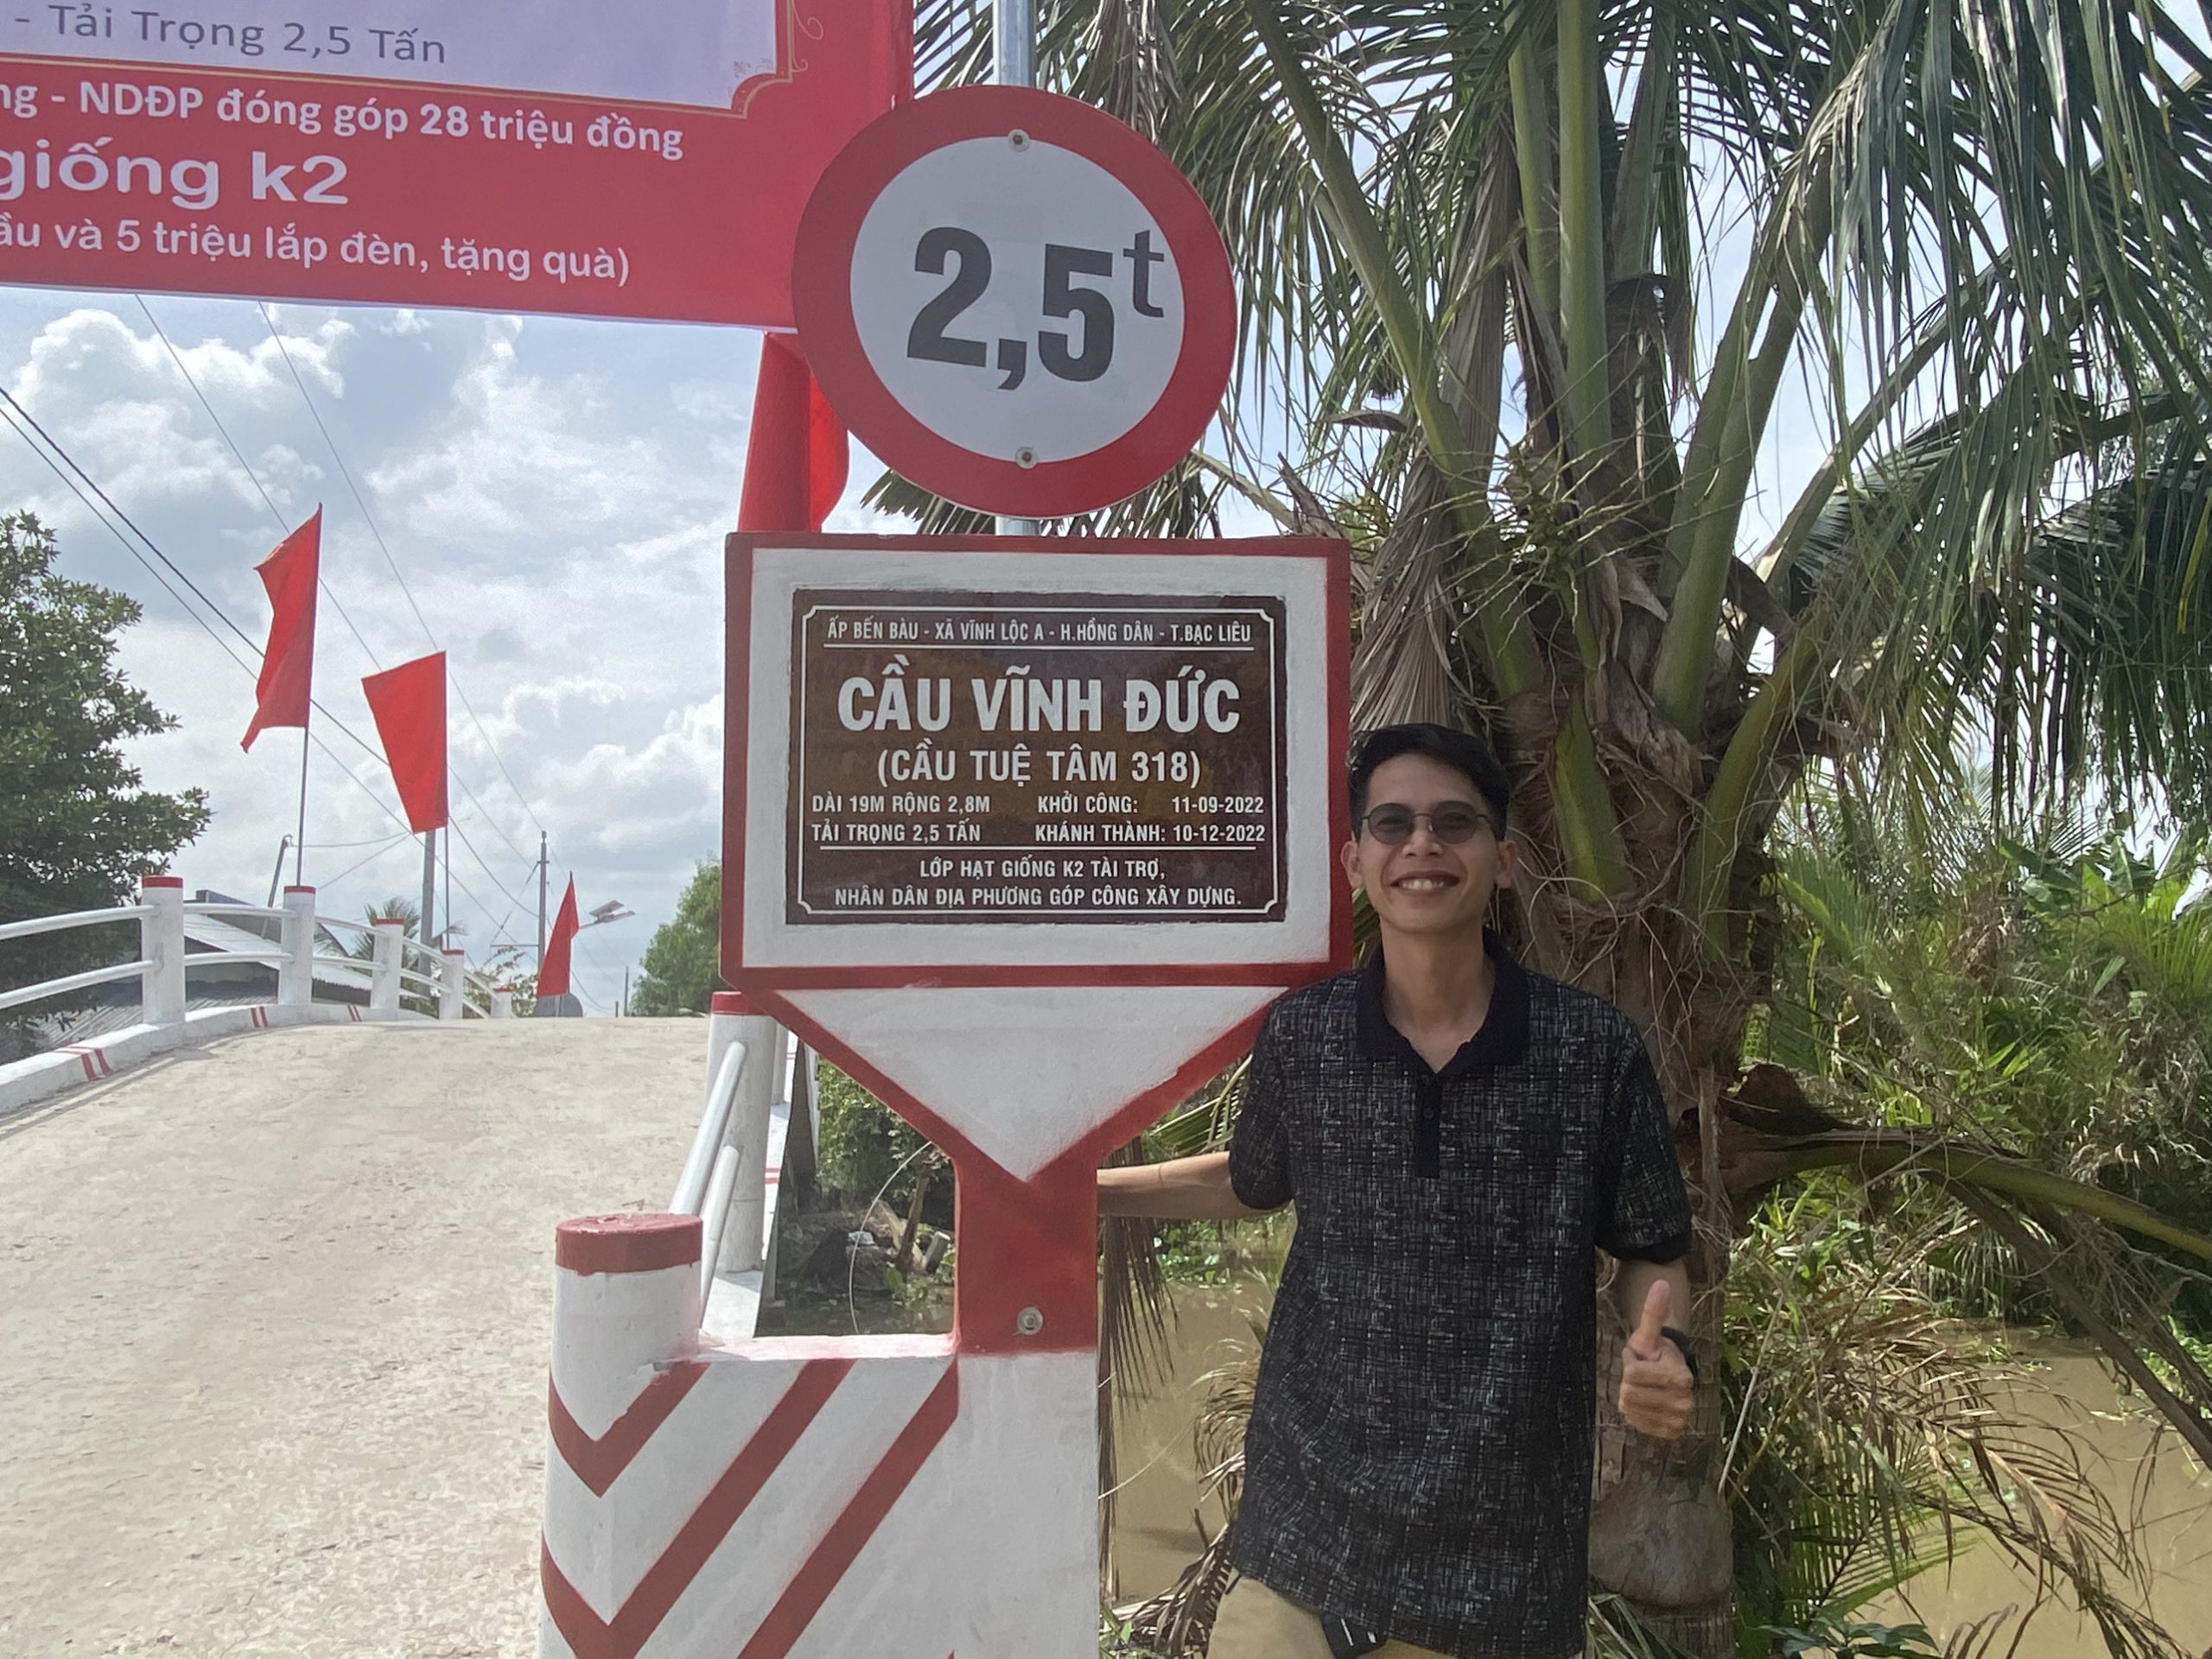 - Tải Trọng 2,5 Tấn
- NDĐP đóng góp 28 triệu đồng
giống k2
và 5 triệu lắp đèn, tặng quà)
2,5t
ẤP BẾN BÀU - XÃ VĨNH LỘC A - H.HỒNG DÂN - T.BẠC LIÊU
CẦU VĨNH ĐỨC
(CẦU TUỆ TÂM 318)
DÀI 19M RỘNG 2,8M KHỞI CÔNG: 11-09-2022
TẢI TRỌNG 2,5 TẤN KHÁNH THÀNH: 10-12-2022
LỚP HẠT GIỐNG K2 TÀI TRỢ,
NHÂN DÂN ĐỊA PHƯƠNG GÓP CÔNG XÂY DỰNG.